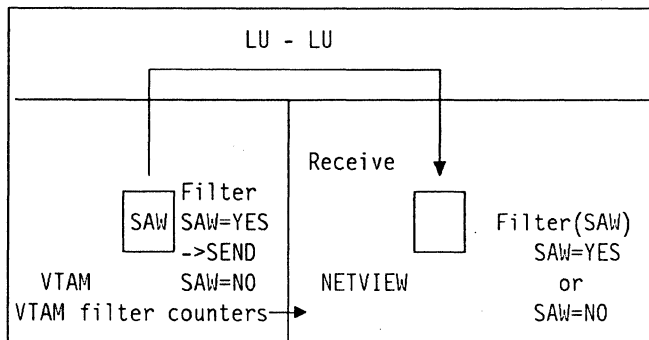 LU - LU
Receive
Filter
SAW SAW=YES
->SEND
SAW=NO
VTAM
VTAM filter counters
Filter(SAW)
SAW=YES
or
SAW=NO
NETVIEW